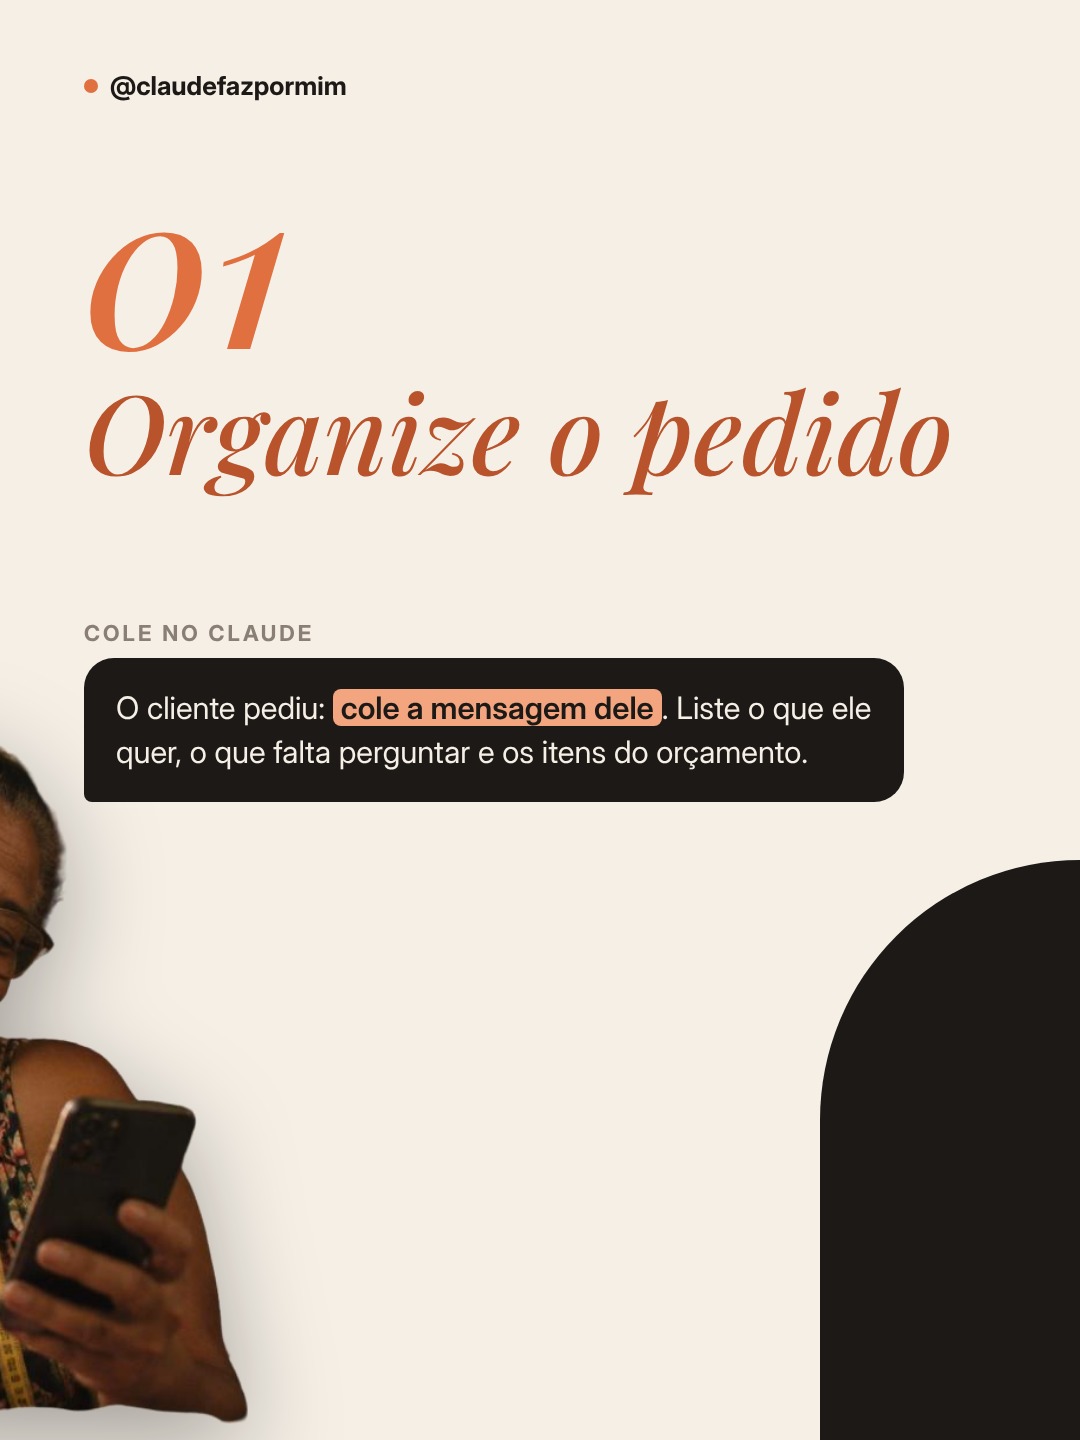 @claudefazpormim
01
Organize o pedido
COLE NO CLAUDE
O cliente pediu: cole a mensagem dele. Liste o que ele
quer, o que falta perguntar e os itens do orçamento.